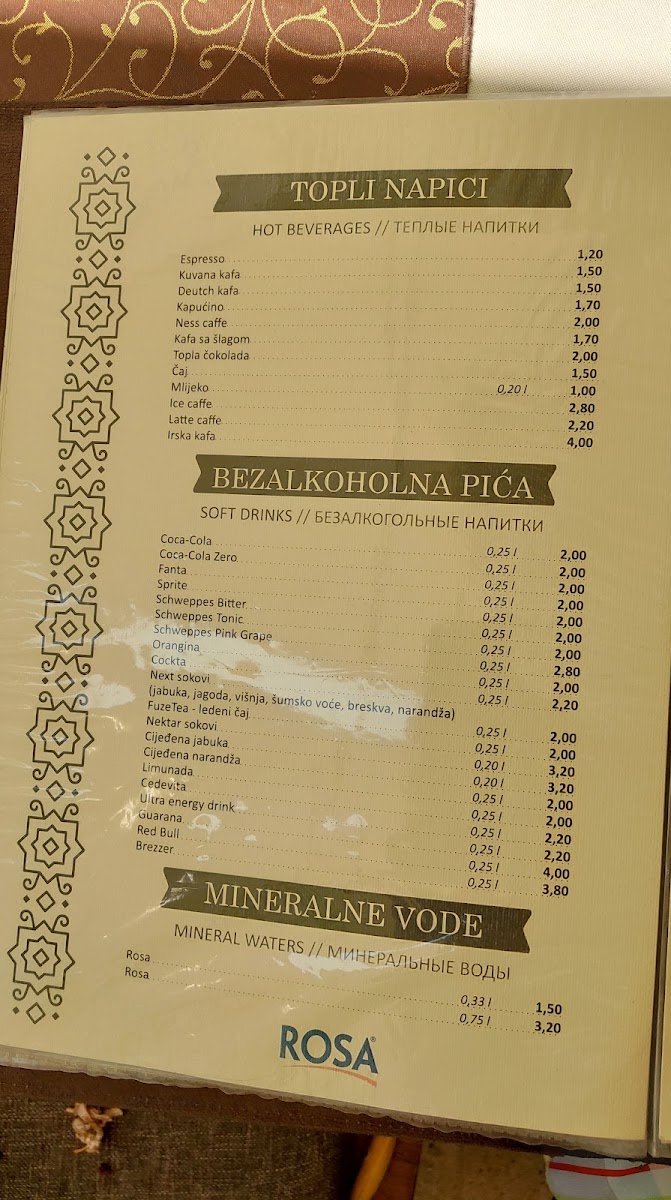 TOPLI NAPICI
HOT BEVERAGES // ТЕПЛЫЕ НАПИТКИ
Espresso 1,20
Kuvana kafa 1,50
Deutch kafa 1,50
Kapućino 1,70
Ness caffe 2,00
Kafa sa šlagom 1,70
Topla čokolada 2,00
Čaj 1,50
Mlijeko 0,20 l 1,00
Ice caffe 2,80
Latte caffe 2,20
Irska kafa 4,00
BEZALKOHOLNA PIĆA
SOFT DRINKS // БЕЗАЛКОГОЛЬНЫЕ НАПИТКИ
Coca-Cola 0,25 l 2,00
Coca-Cola Zero 0,25 l 2,00
Fanta 0,25 l 2,00
Sprite 0,25 l 2,00
Schweppes Bitter 0,25 l 2,00
Schweppes Tonic 0,25 l 2,00
Schweppes Pink Grape 0,25 l 2,00
Orangina 0,25 l 2,80
Cockta 0,25 l 2,00
Next sokovi 0,25 l 2,20
(jabuka, jagoda, višnja, šumsko voće, breskva, narandža)
FuzeTea - ledeni čaj 0,25 l 2,00
Nektar sokovi 0,25 l 2,00
Cijeđena jabuka 0,20 l 3,20
Cijeđena narandža 0,20 l 3,20
Limunada 0,25 l 2,00
Cedevita 0,25 l 2,00
Ultra energy drink 0,25 l 2,20
Guarana 0,25 l 2,20
Red Bull 0,25 l 4,00
Brezzer 0,25 l 3,80
MINERALNE VODE
MINERAL WATERS // МИНЕРАЛЬНЫЕ ВОДЫ
Rosa 0,33 l 1,50
Rosa 0,75 l 3,20
ROSA®